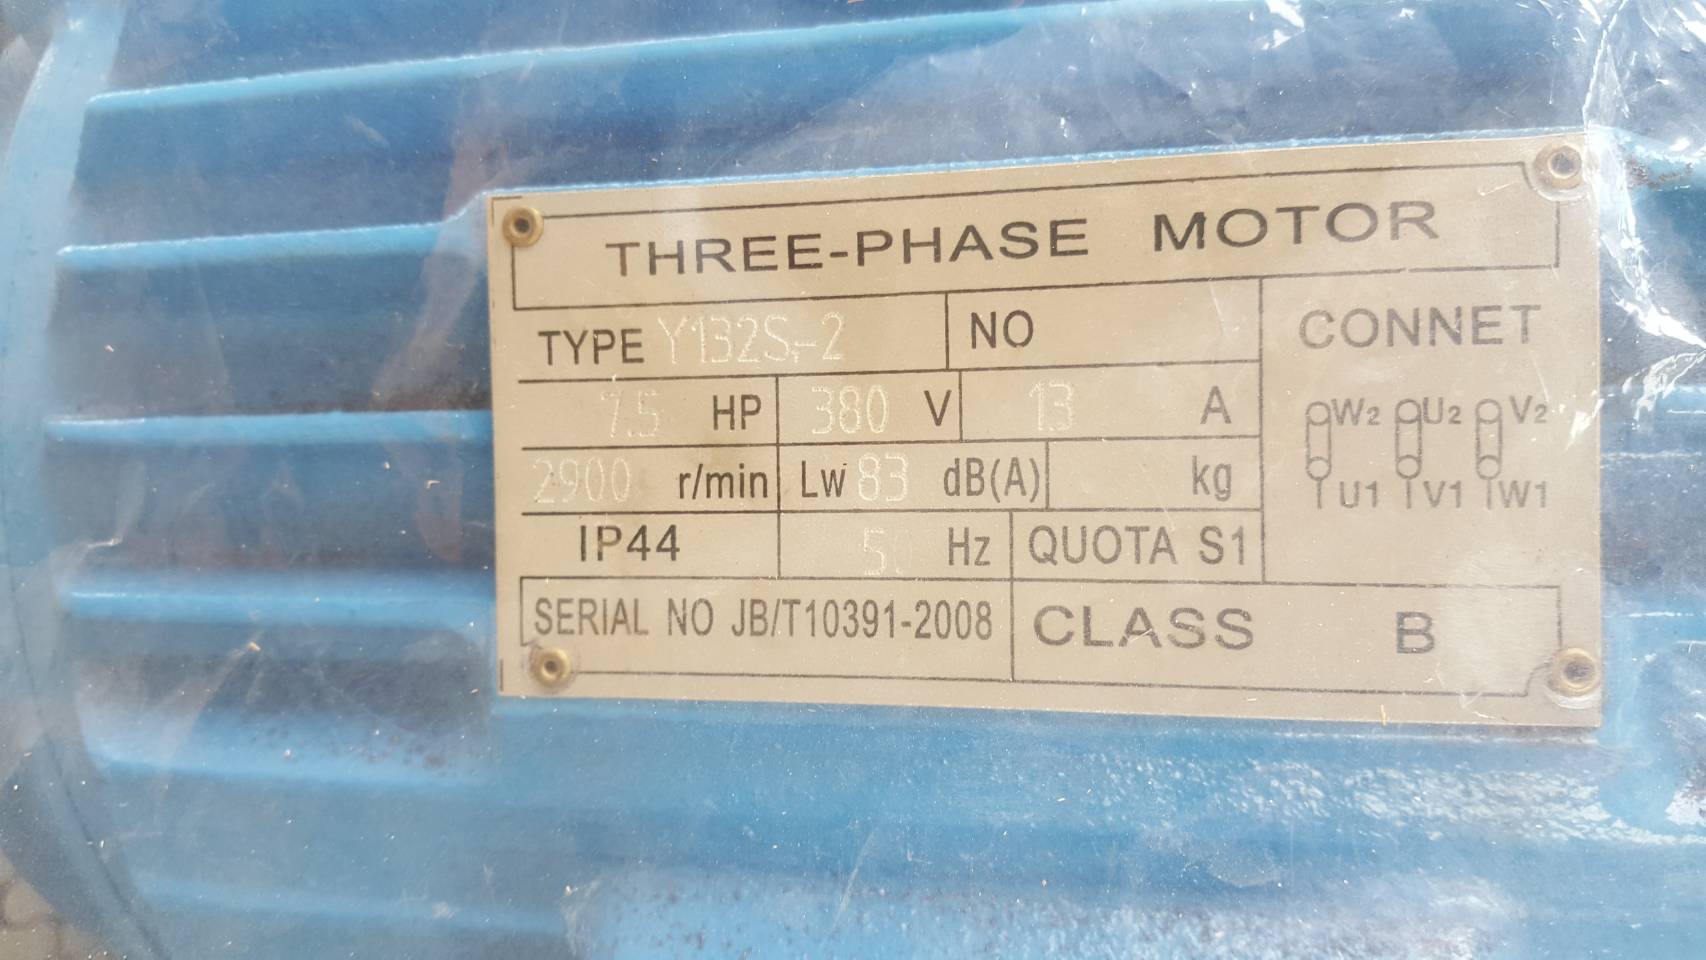 THREE-PHASE MOTOR
TYPE Y132S1-2 NO
CONNET
7.5 HP 380 V 13 A
W2 U2 V2
2900 r/min Lw 83 dB(A) kg
U1 V1 W1
IP44 50 Hz QUOTA S1
SERIAL NO JB/T10391-2008 CLASS B